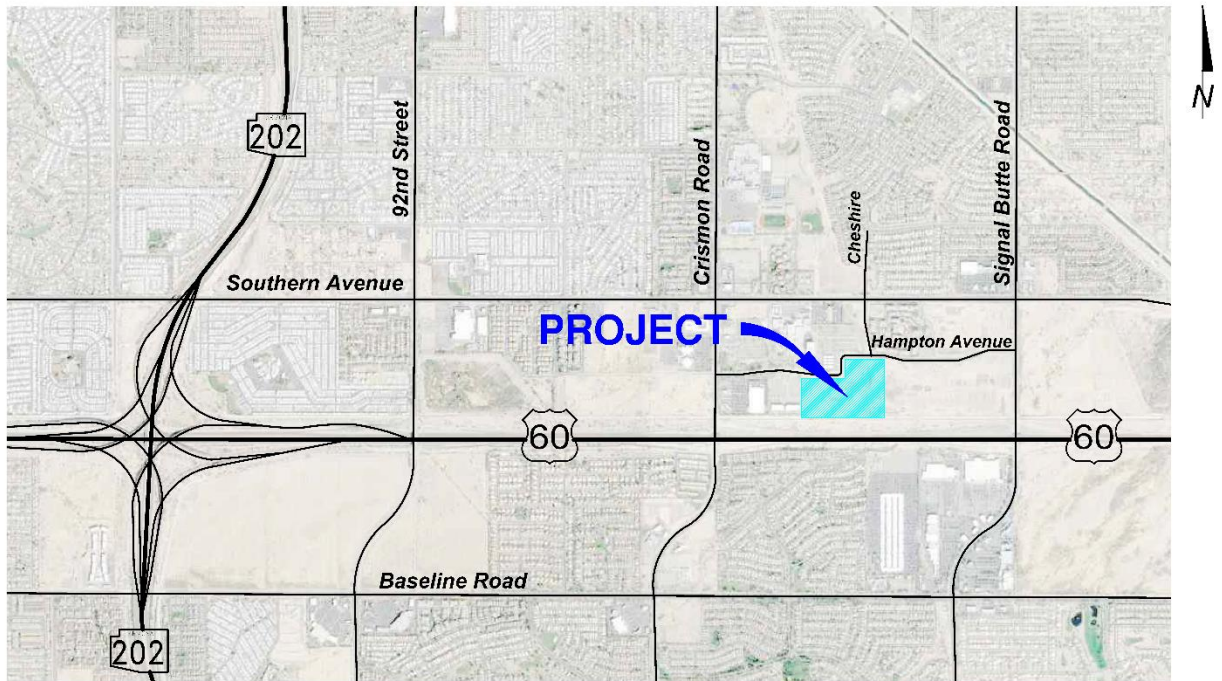 N
202
92nd Street
Crismon Road
Signal Butte Road
Cheshire
Southern Avenue
PROJECT
Hampton Avenue
60
60
Baseline Road
202